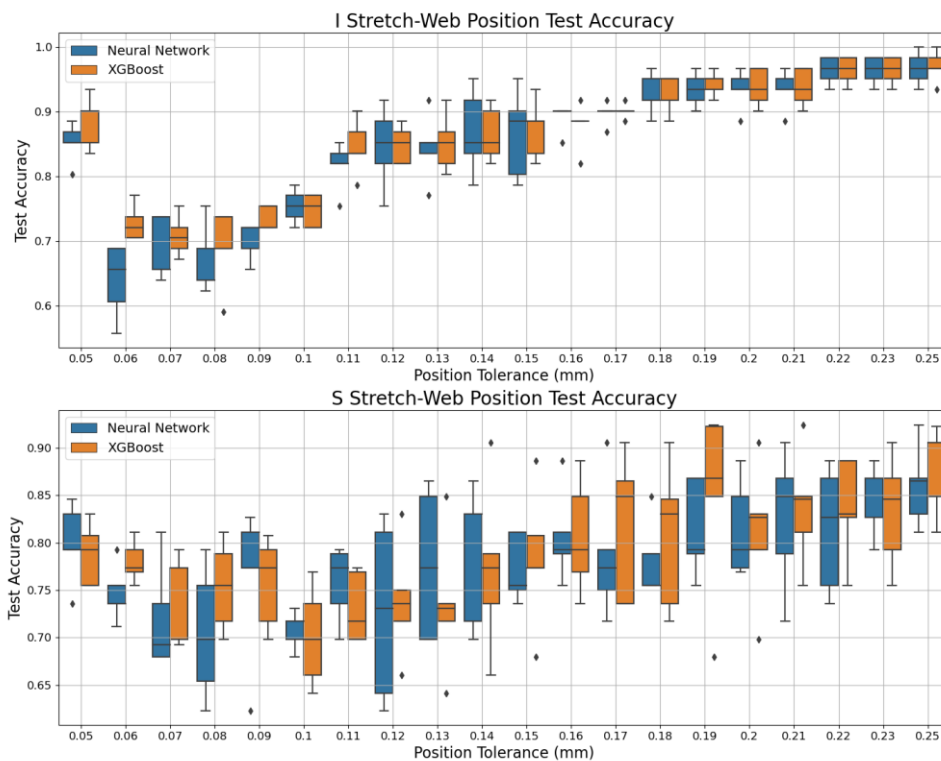 I Stretch-Web Position Test Accuracy
Neural Network
XGBoost
Test Accuracy
1.0
0.9
0.8
0.7
0.6
0.05 0.06 0.07 0.08 0.09 0.1 0.11 0.12 0.13 0.14 0.15 0.16 0.17 0.18 0.19 0.2 0.21 0.22 0.23 0.25
Position Tolerance (mm)
S Stretch-Web Position Test Accuracy
Neural Network
XGBoost
Test Accuracy
0.90
0.85
0.80
0.75
0.70
0.65
0.05 0.06 0.07 0.08 0.09 0.1 0.11 0.12 0.13 0.14 0.15 0.16 0.17 0.18 0.19 0.2 0.21 0.22 0.23 0.25
Position Tolerance (mm)